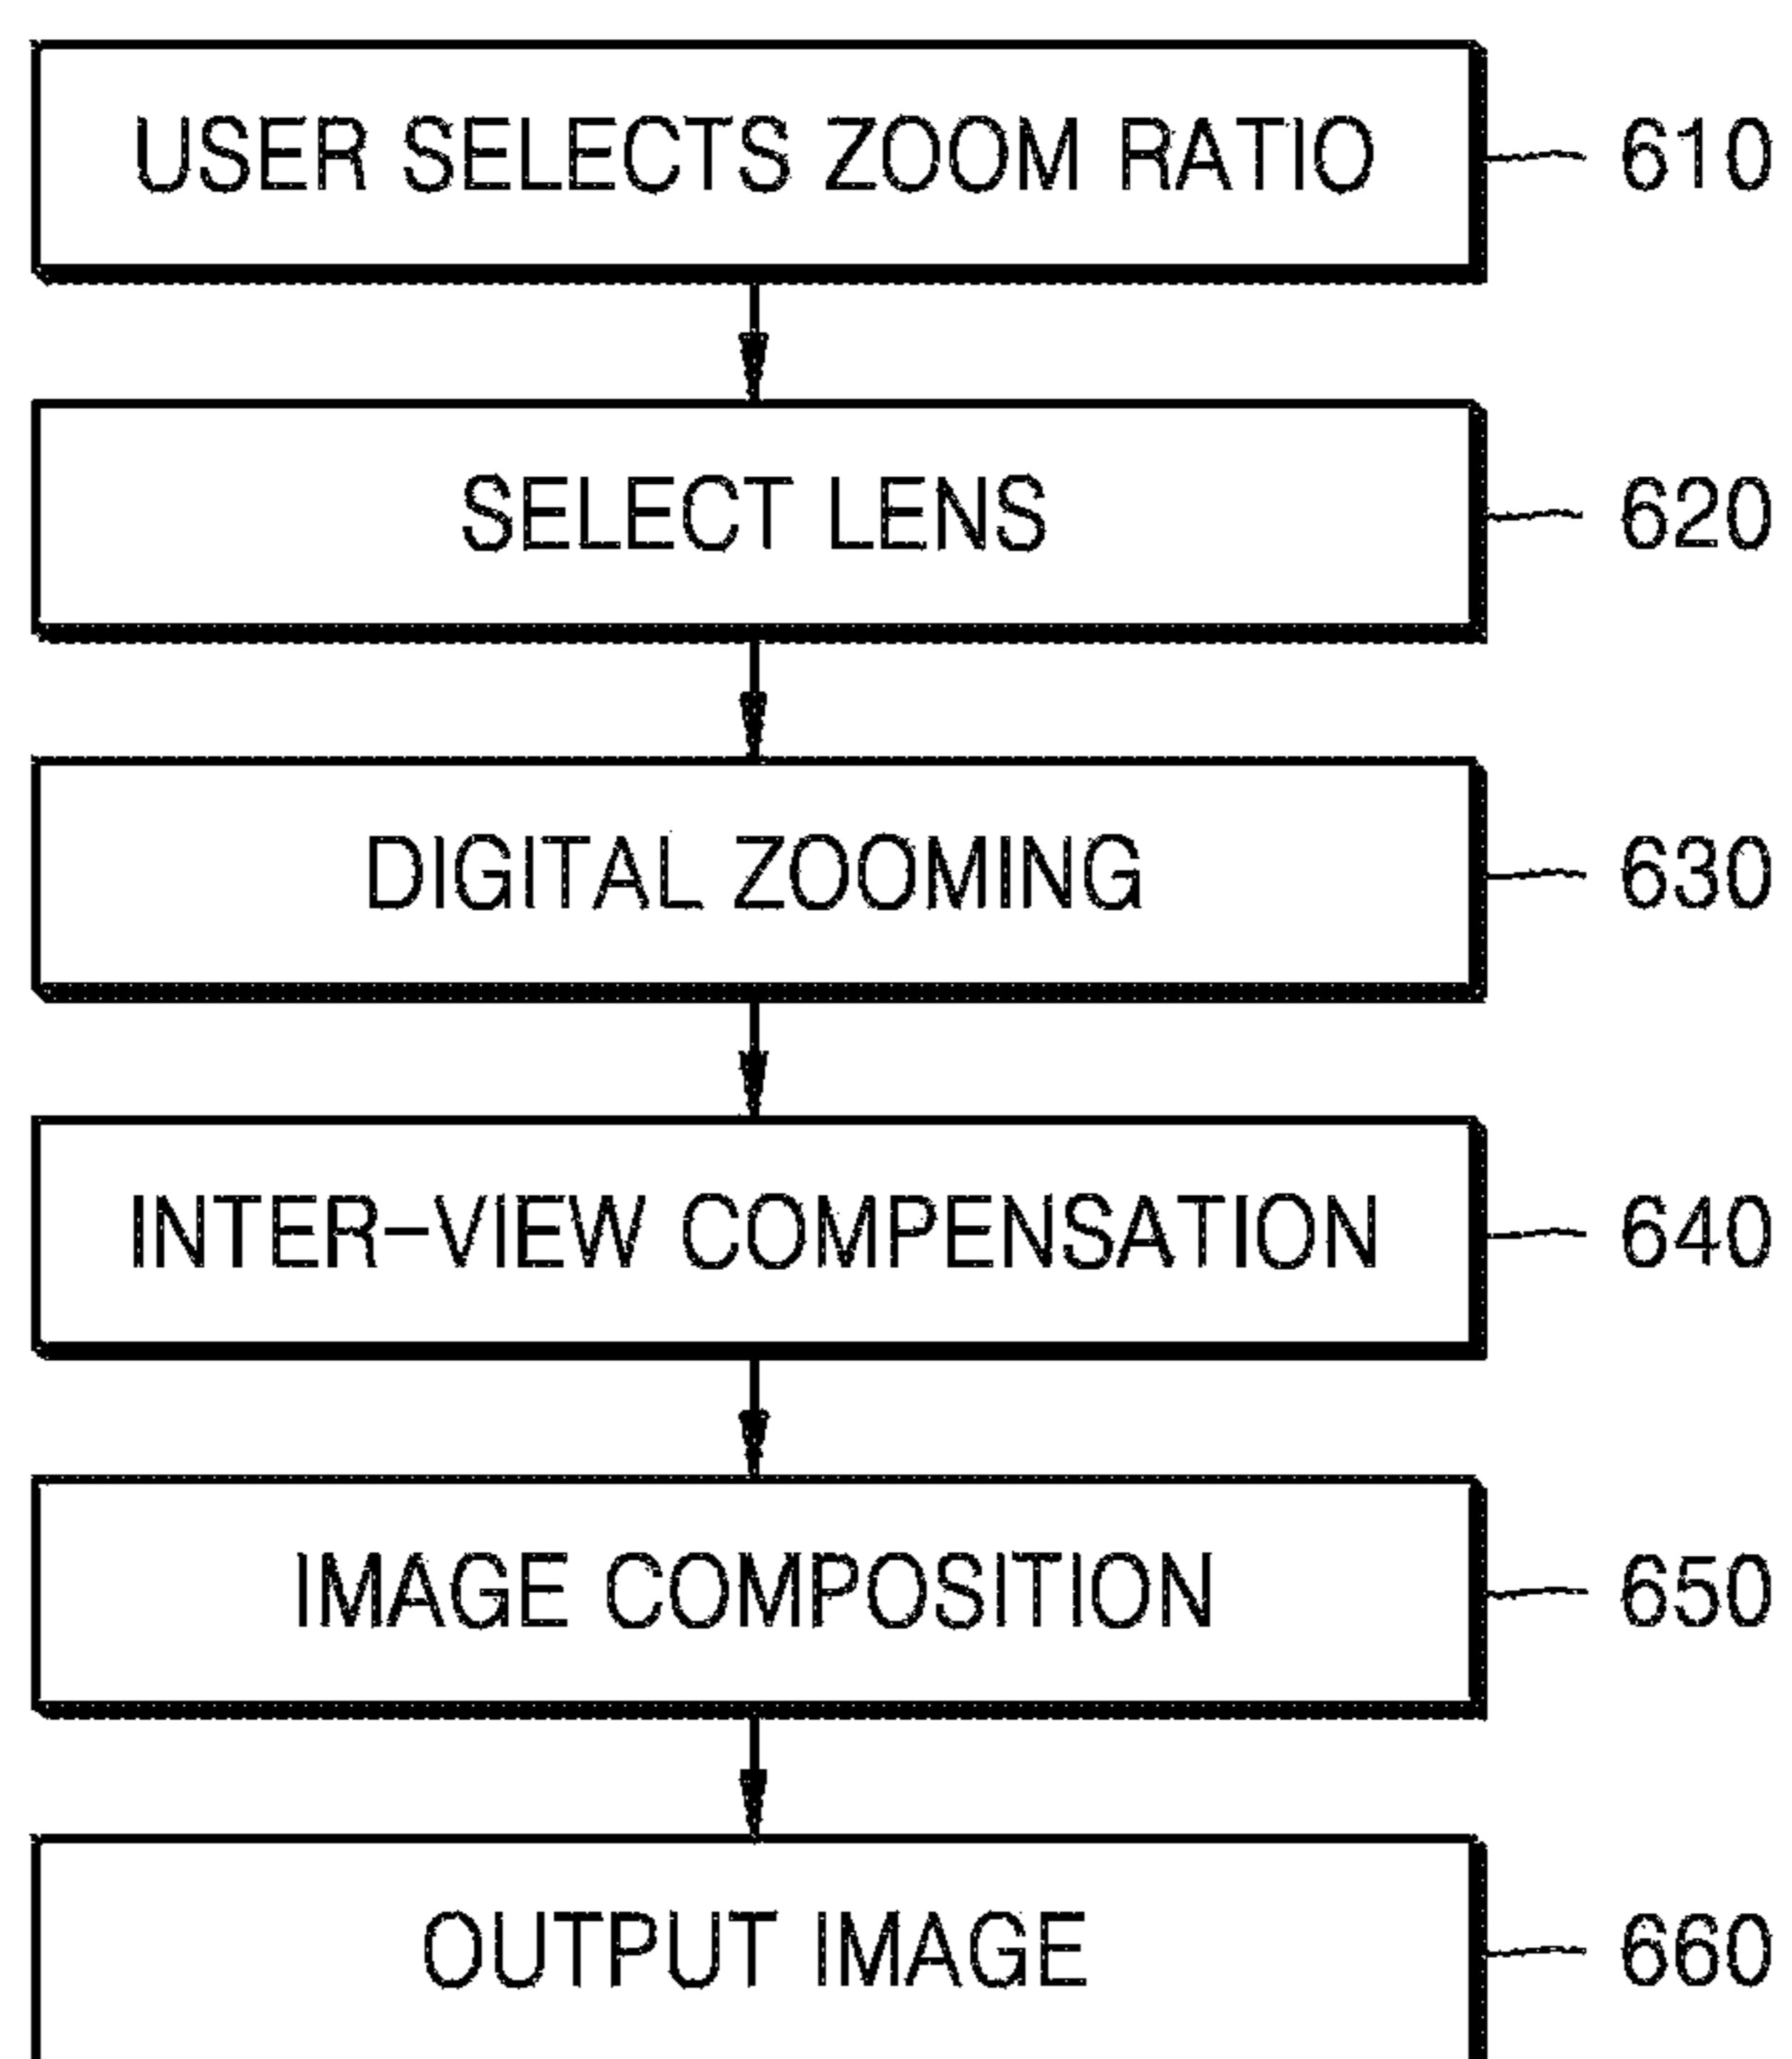 USER SELECTS ZOOM RATIO 610
SELECT LENS 620
DIGITAL ZOOMING 630
INTER-VIEW COMPENSATION 640
IMAGE COMPOSITION 650
OUTPUT IMAGE 660